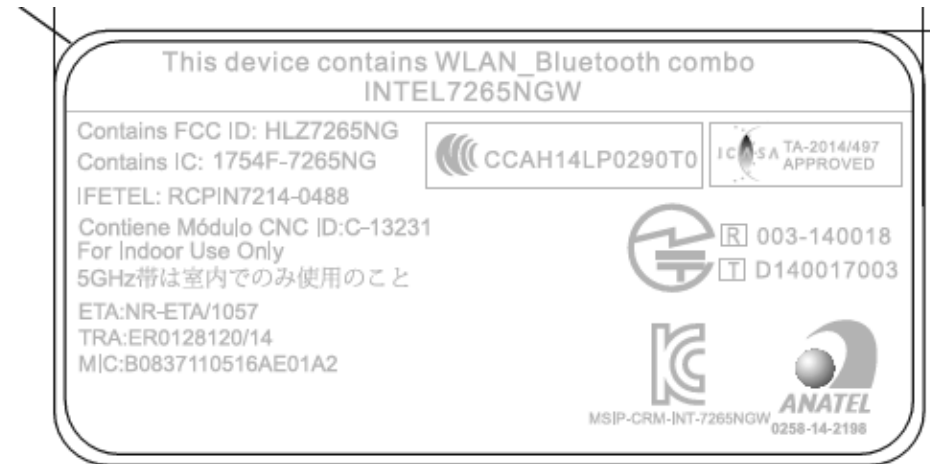 This device contains WLAN_Bluetooth combo
INTEL7265NGW
Contains FCC ID: HLZ7265NG
Contains IC: 1754F-7265NG
IFETEL: RCPIN7214-0488
Contiene Módulo CNC ID:C-13231
For Indoor Use Only
5GHz帯は室内でのみ使用のこと
ETA:NR-ETA/1057
TRA:ER0128120/14
MIC:B0837110516AE01A2
CCAH14LP0290T0
ICASA TA-2014/497
APPROVED
R 003-140018
T D140017003
MSIP-CRM-INT-7265NGW
ANATEL
0258-14-2198